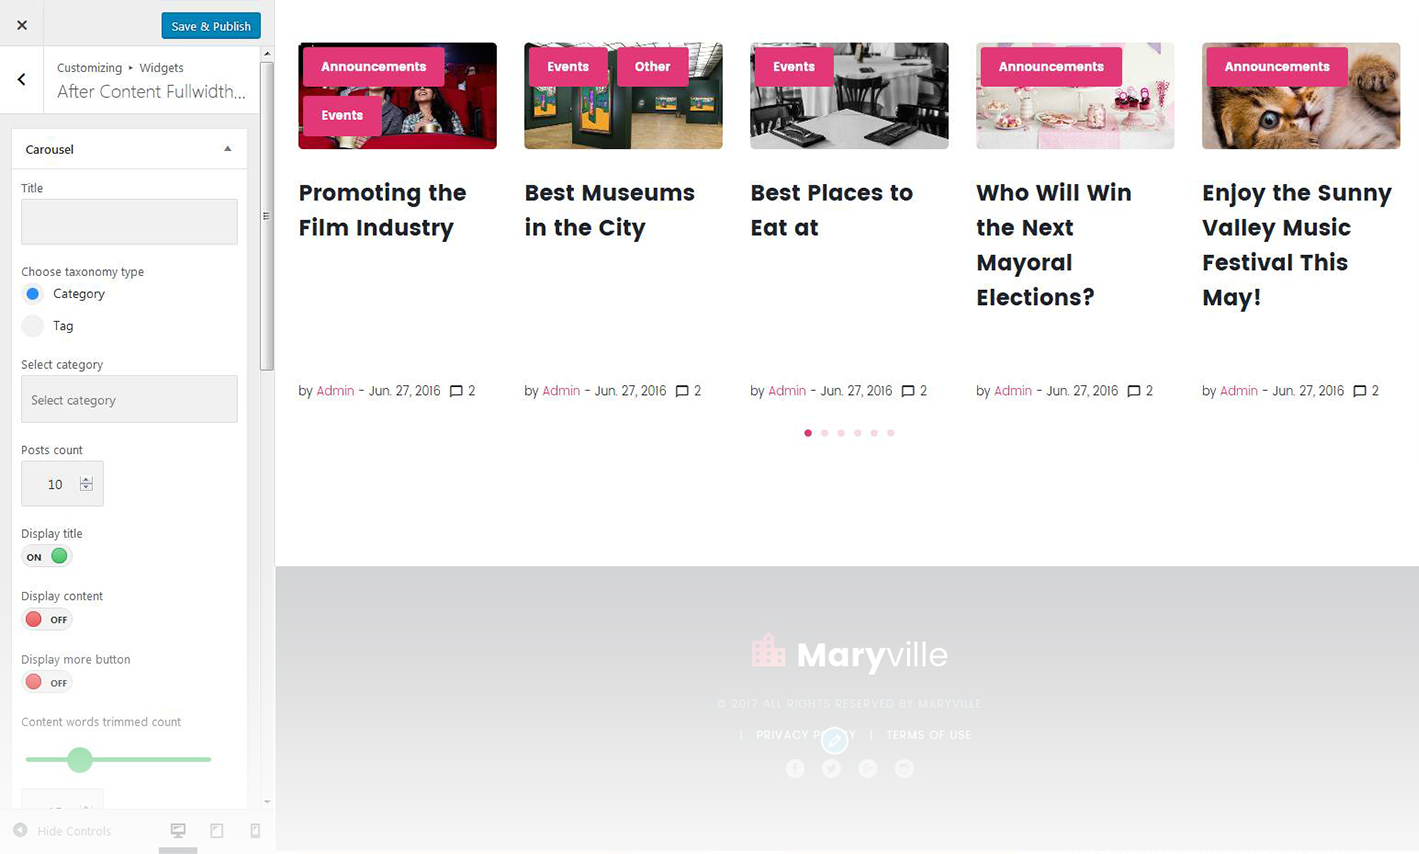 Save & Publish
Customizing ‣ Widgets
After Content Fullwidth...
Carousel
Title
Choose taxonomy type
Category
Tag
Select category
Select category
Posts count
10
Display title
ON
Display content
OFF
Display more button
OFF
Content words trimmed count
Hide Controls
Announcements
Events
Promoting the
Film Industry
by Admin - Jun. 27, 2016 2
Events Other
Best Museums
in the City
by Admin - Jun. 27, 2016 2
Events
Best Places to
Eat at
by Admin - Jun. 27, 2016 2
Announcements
Who Will Win
the Next
Mayoral
Elections?
by Admin - Jun. 27, 2016 2
Announcements
Enjoy the Sunny
Valley Music
Festival This
May!
by Admin - Jun. 27, 2016 2
Maryville
© 2017 ALL RIGHTS RESERVED BY MARYVILLE
| PRIVACY POLICY | TERMS OF USE